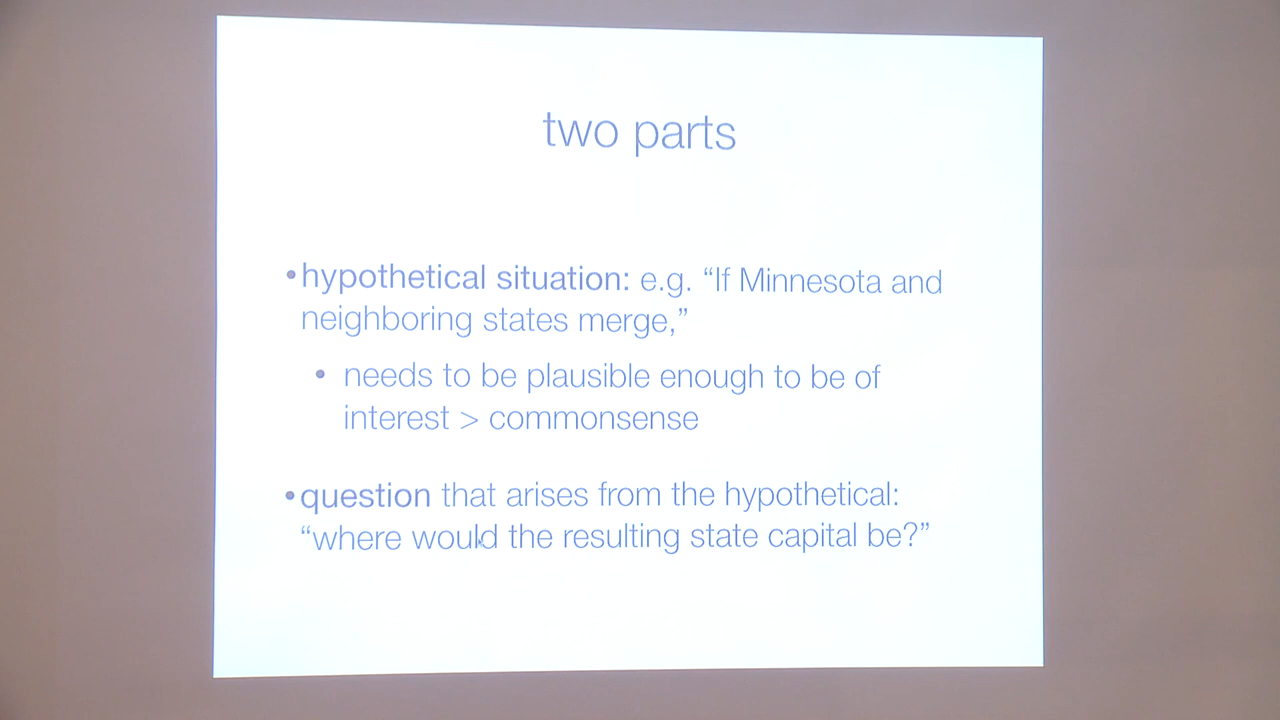 two parts
•hypothetical situation: e.g. “If Minnesota and
neighboring states merge,”
• needs to be plausible enough to be of
interest > commonsense
•question that arises from the hypothetical:
“where would the resulting state capital be?”